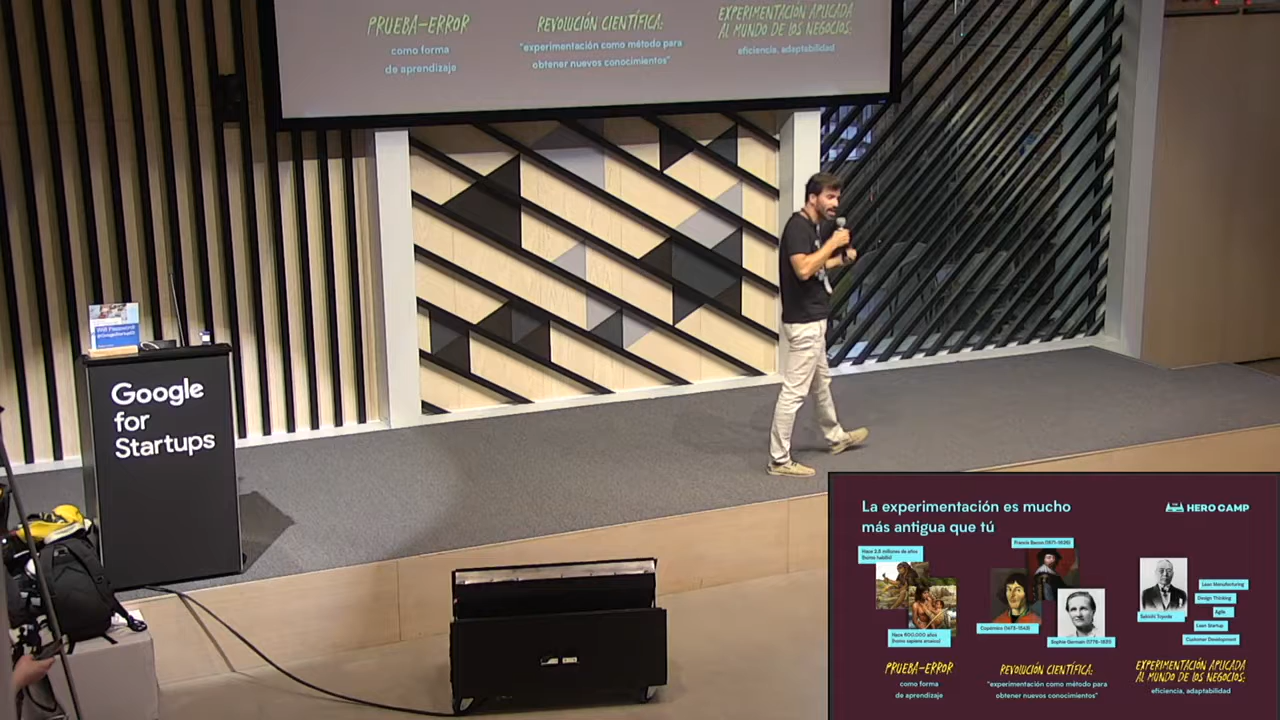 PRUEBA-ERROR
como forma
de aprendizaje
REVOLUCIÓN CIENTÍFICA:
"experimentación como método para
obtener nuevos conocimientos"
EXPERIMENTACIÓN APLICADA
AL MUNDO DE LOS NEGOCIOS:
eficiencia, adaptabilidad
Google
for
Startups
La experimentación es mucho
más antigua que tú
HERO CAMP
Hace 2,5 millones de años
(homo habilis)
Hace 600.000 años
Francis Bacon (1571-1626)
Copérnico (1473-1543)
Sophie Germain (1776-1831)
Sakichi Toyoda
Lean Manufacturing
Design Thinking
Agile
Lean Startup
Customer Development
PRUEBA-ERROR
como forma
de aprendizaje
REVOLUCIÓN CIENTÍFICA:
"experimentación como método para
obtener nuevos conocimientos"
EXPERIMENTACIÓN APLICADA
AL MUNDO DE LOS NEGOCIOS:
eficiencia, adaptabilidad